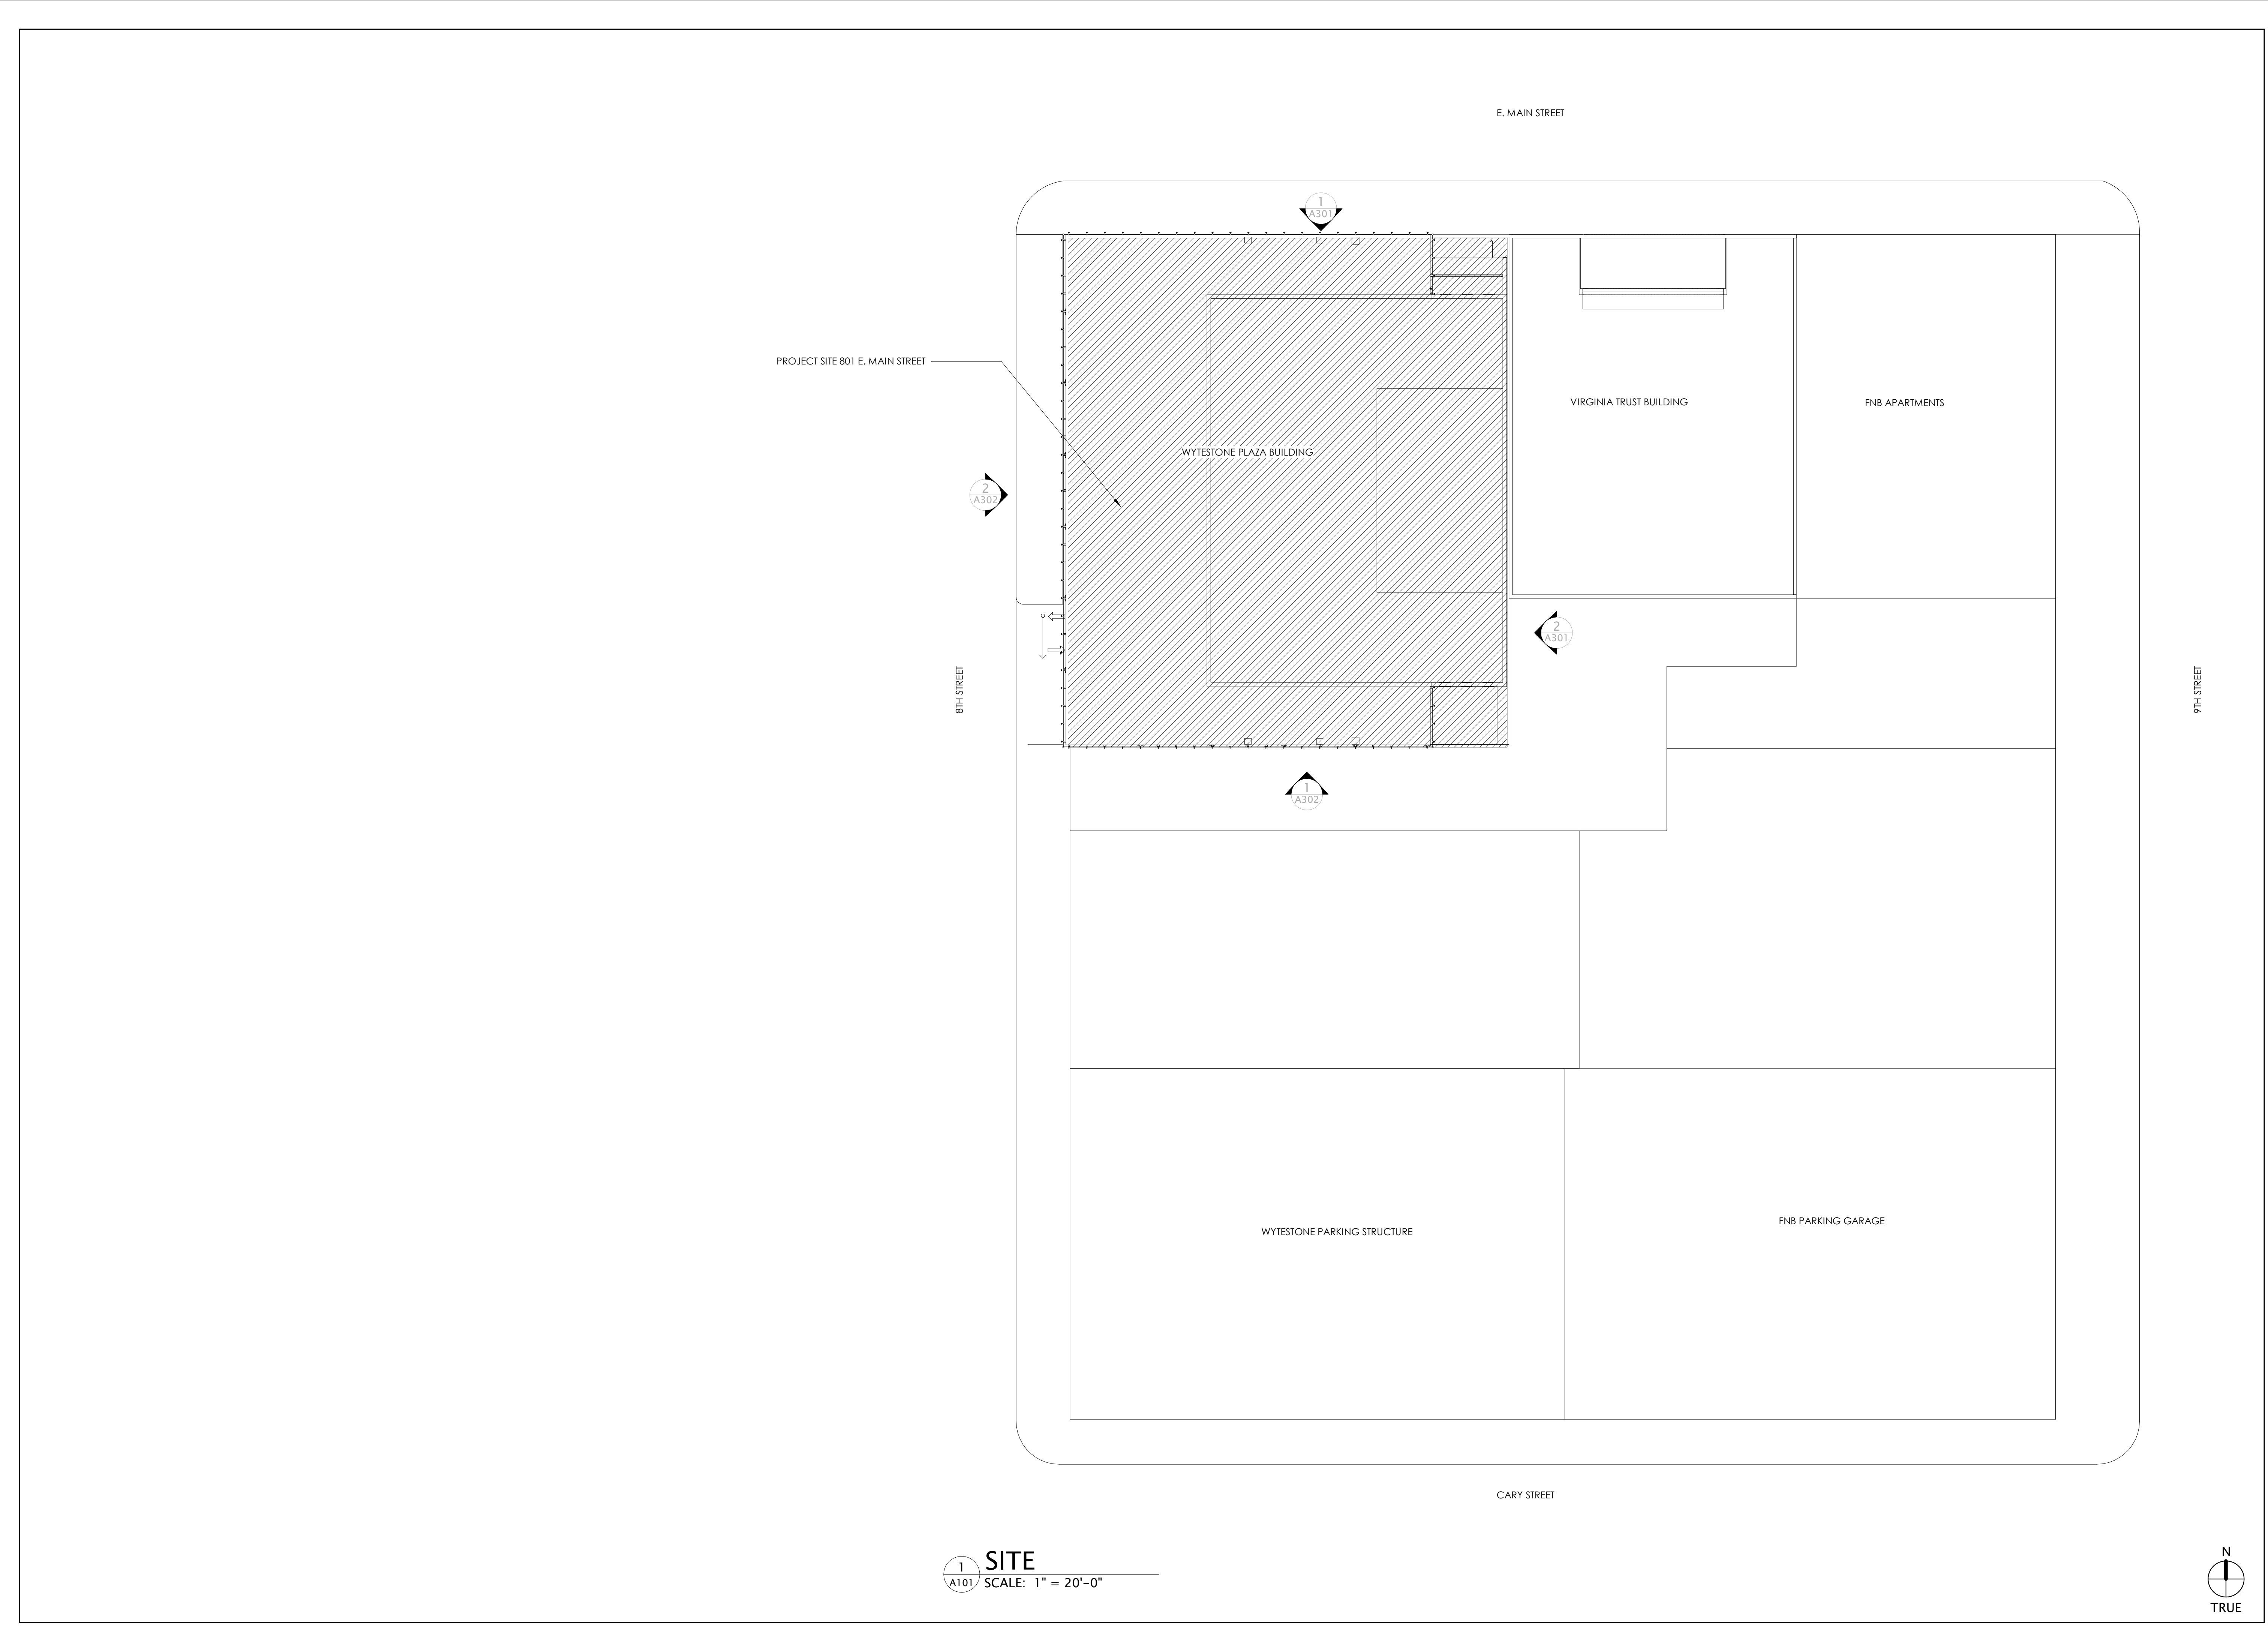 E. MAIN STREET
1
A301
PROJECT SITE 801 E. MAIN STREET
VIRGINIA TRUST BUILDING
FNB APARTMENTS
WYTESTONE PLAZA BUILDING
2
A302
2
A301
8TH STREET
9TH STREET
1
A302
WYTESTONE PARKING STRUCTURE
FNB PARKING GARAGE
CARY STREET
1
A101
SITE
SCALE: 1" = 20'-0"
N
TRUE